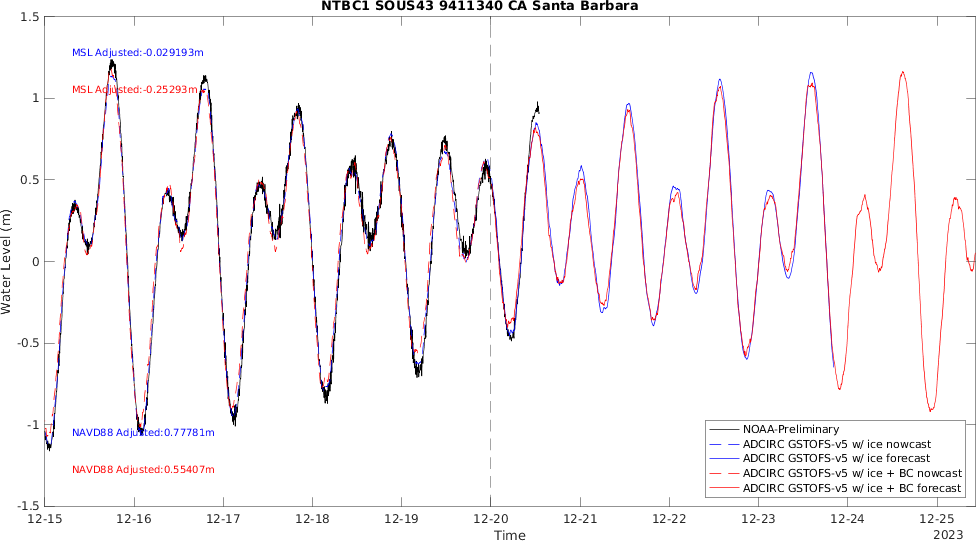 NTBC1 SOUS43 9411340 CA Santa Barbara
1.5
MSL Adjusted:-0.029193m
MSL Adjusted:-0.25293m
1
0.5
0
-0.5
-1
-1.5
Water Level (m)
NAVD88 Adjusted:0.77781m
NAVD88 Adjusted:0.55407m
NOAA-Preliminary
ADCIRC GSTOFS-v5 w/ ice nowcast
ADCIRC GSTOFS-v5 w/ ice forecast
ADCIRC GSTOFS-v5 w/ ice + BC nowcast
ADCIRC GSTOFS-v5 w/ ice + BC forecast
12-15 12-16 12-17 12-18 12-19 12-20 12-21 12-22 12-23 12-24 12-25
Time
2023